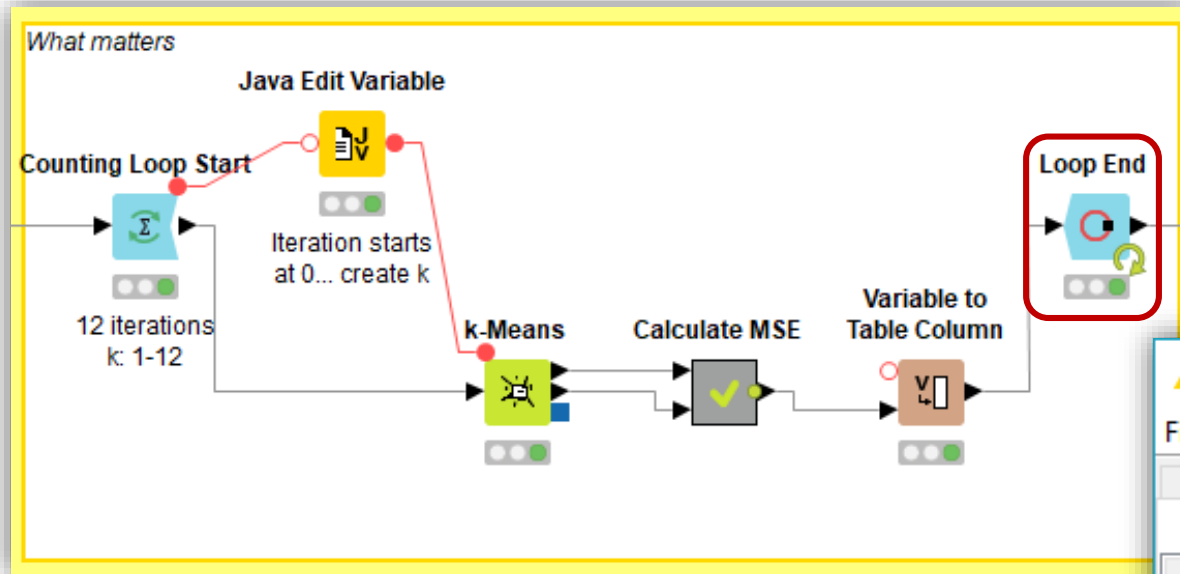 What matters
Java Edit Variable
Counting Loop Start
Loop End
Iteration starts
at 0... create k
12 iterations
k: 1-12
k-Means
Calculate MSE
Variable to
Table Column